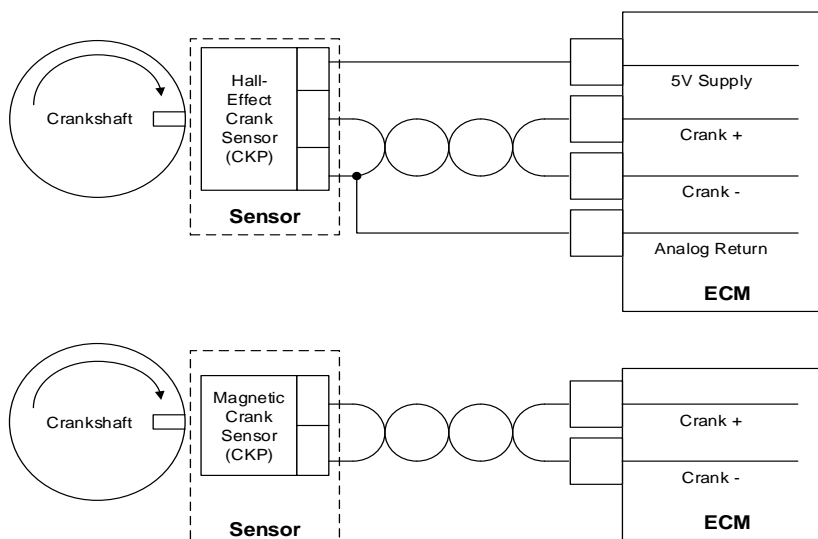 Crankshaft
Hall-
Effect
Crank
Sensor
(CKP)
Sensor
5V Supply
Crank +
Crank -
Analog Return
ECM
Crankshaft
Magnetic
Crank
Sensor
(CKP)
Sensor
Crank +
Crank -
ECM